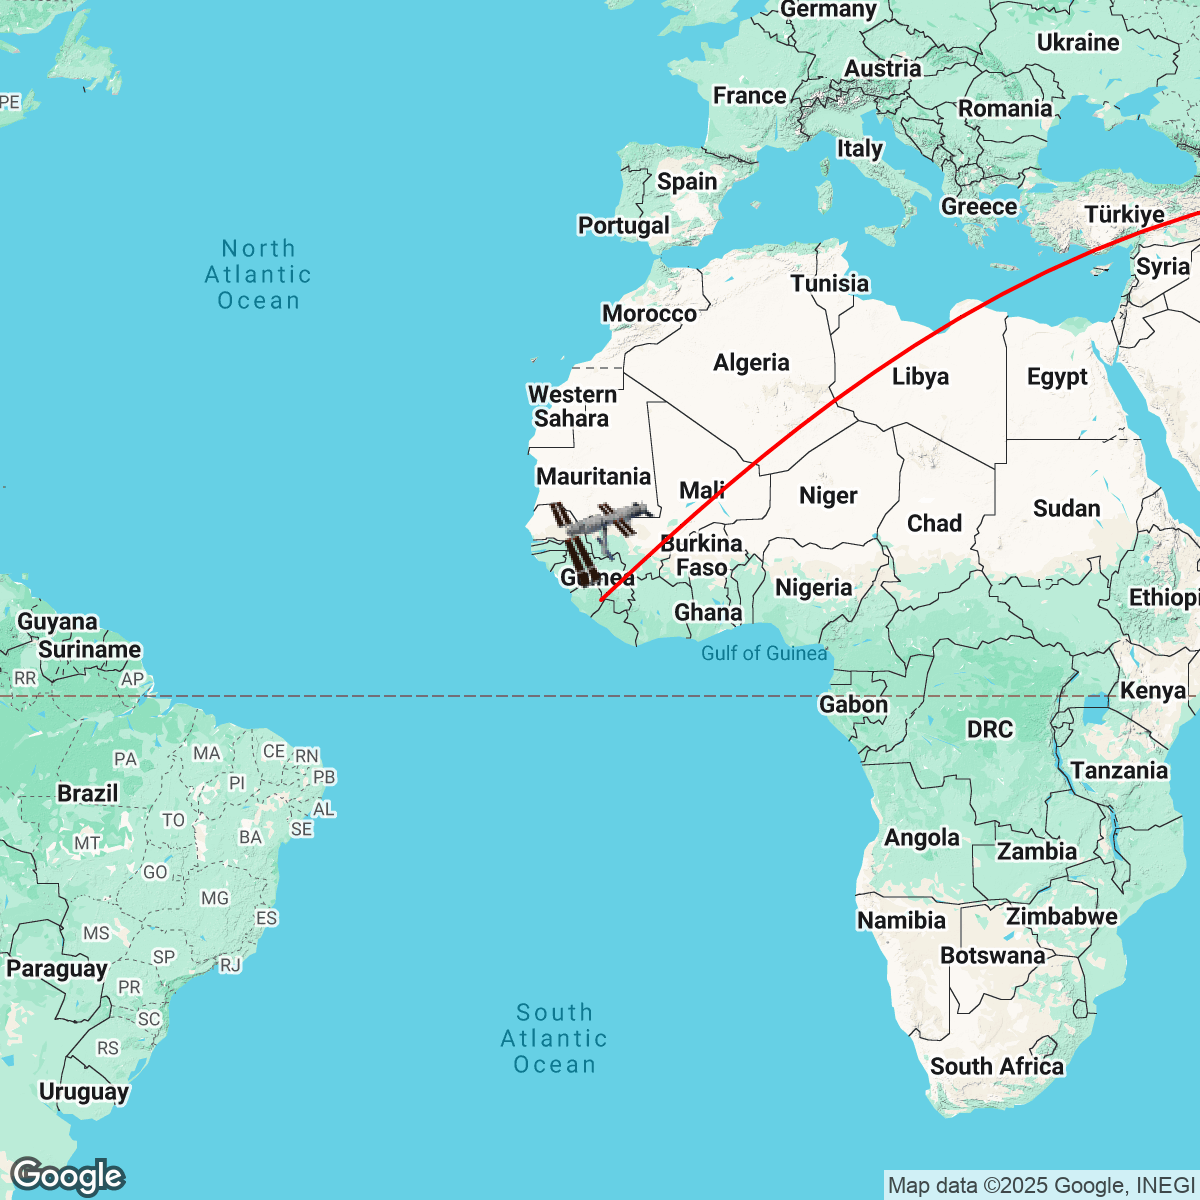 Germany
Ukraine
Austria
France
PE
Romania
Italy
Spain
Greece
Türkiye
Portugal
North
Atlantic
Ocean
Syria
Tunisia
Morocco
Algeria
Libya
Egypt
Western
Sahara
Mauritania
Mali
Niger
Sudan
Chad
Burkina
Faso
Guinea
Nigeria
Ethiopi
Ghana
Guyana
Suriname
Gulf of Guinea
RR
AP
Kenya
Gabon
DRC
MA
CE
RN
PA
PI
PB
Tanzania
Brazil
AL
TO
SE
BA
MT
Angola
Zambia
GO
MG
ES
Namibia
Zimbabwe
MS
SP
RJ
Botswana
Paraguay
PR
SC
South
Atlantic
Ocean
RS
South Africa
Uruguay
Google
Map data ©2025 Google, INEGI